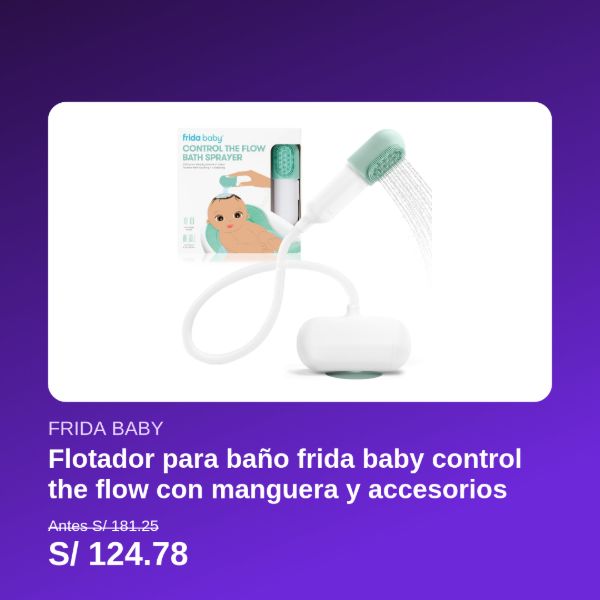 frida baby
CONTROL THE FLOW
BATH SPRAYER
FRIDA BABY
Flotador para baño frida baby control
the flow con manguera y accesorios
Antes S/ 181.25
S/ 124.78